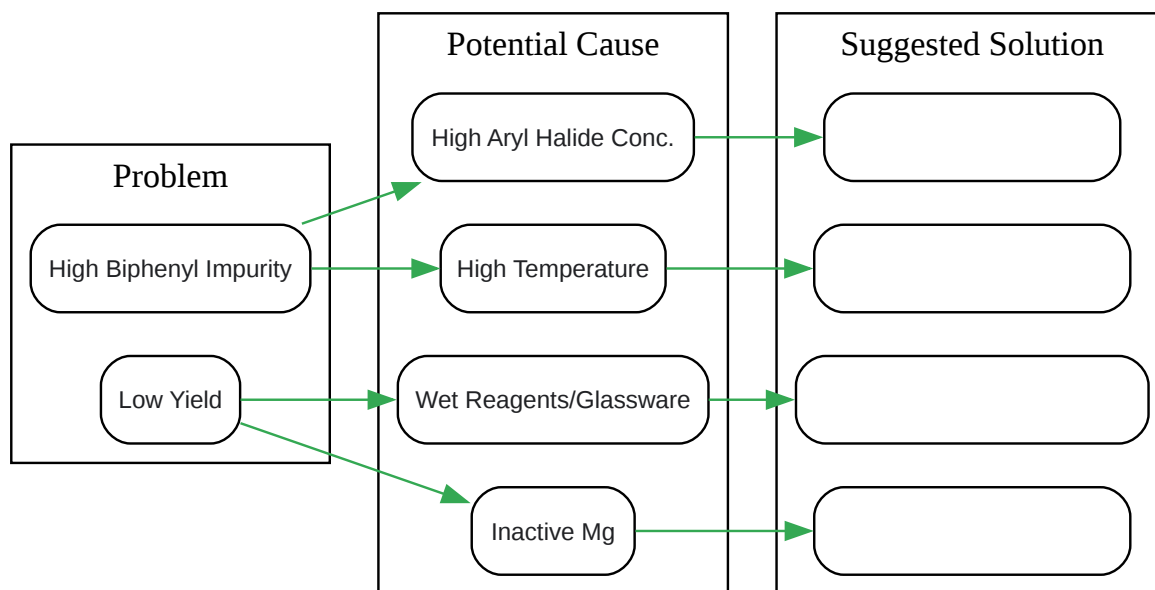 Potential Cause
Suggested Solution
High Aryl Halide Conc.
Problem
High Biphenyl Impurity
High Temperature
Low Yield
Wet Reagents/Glassware
Inactive Mg